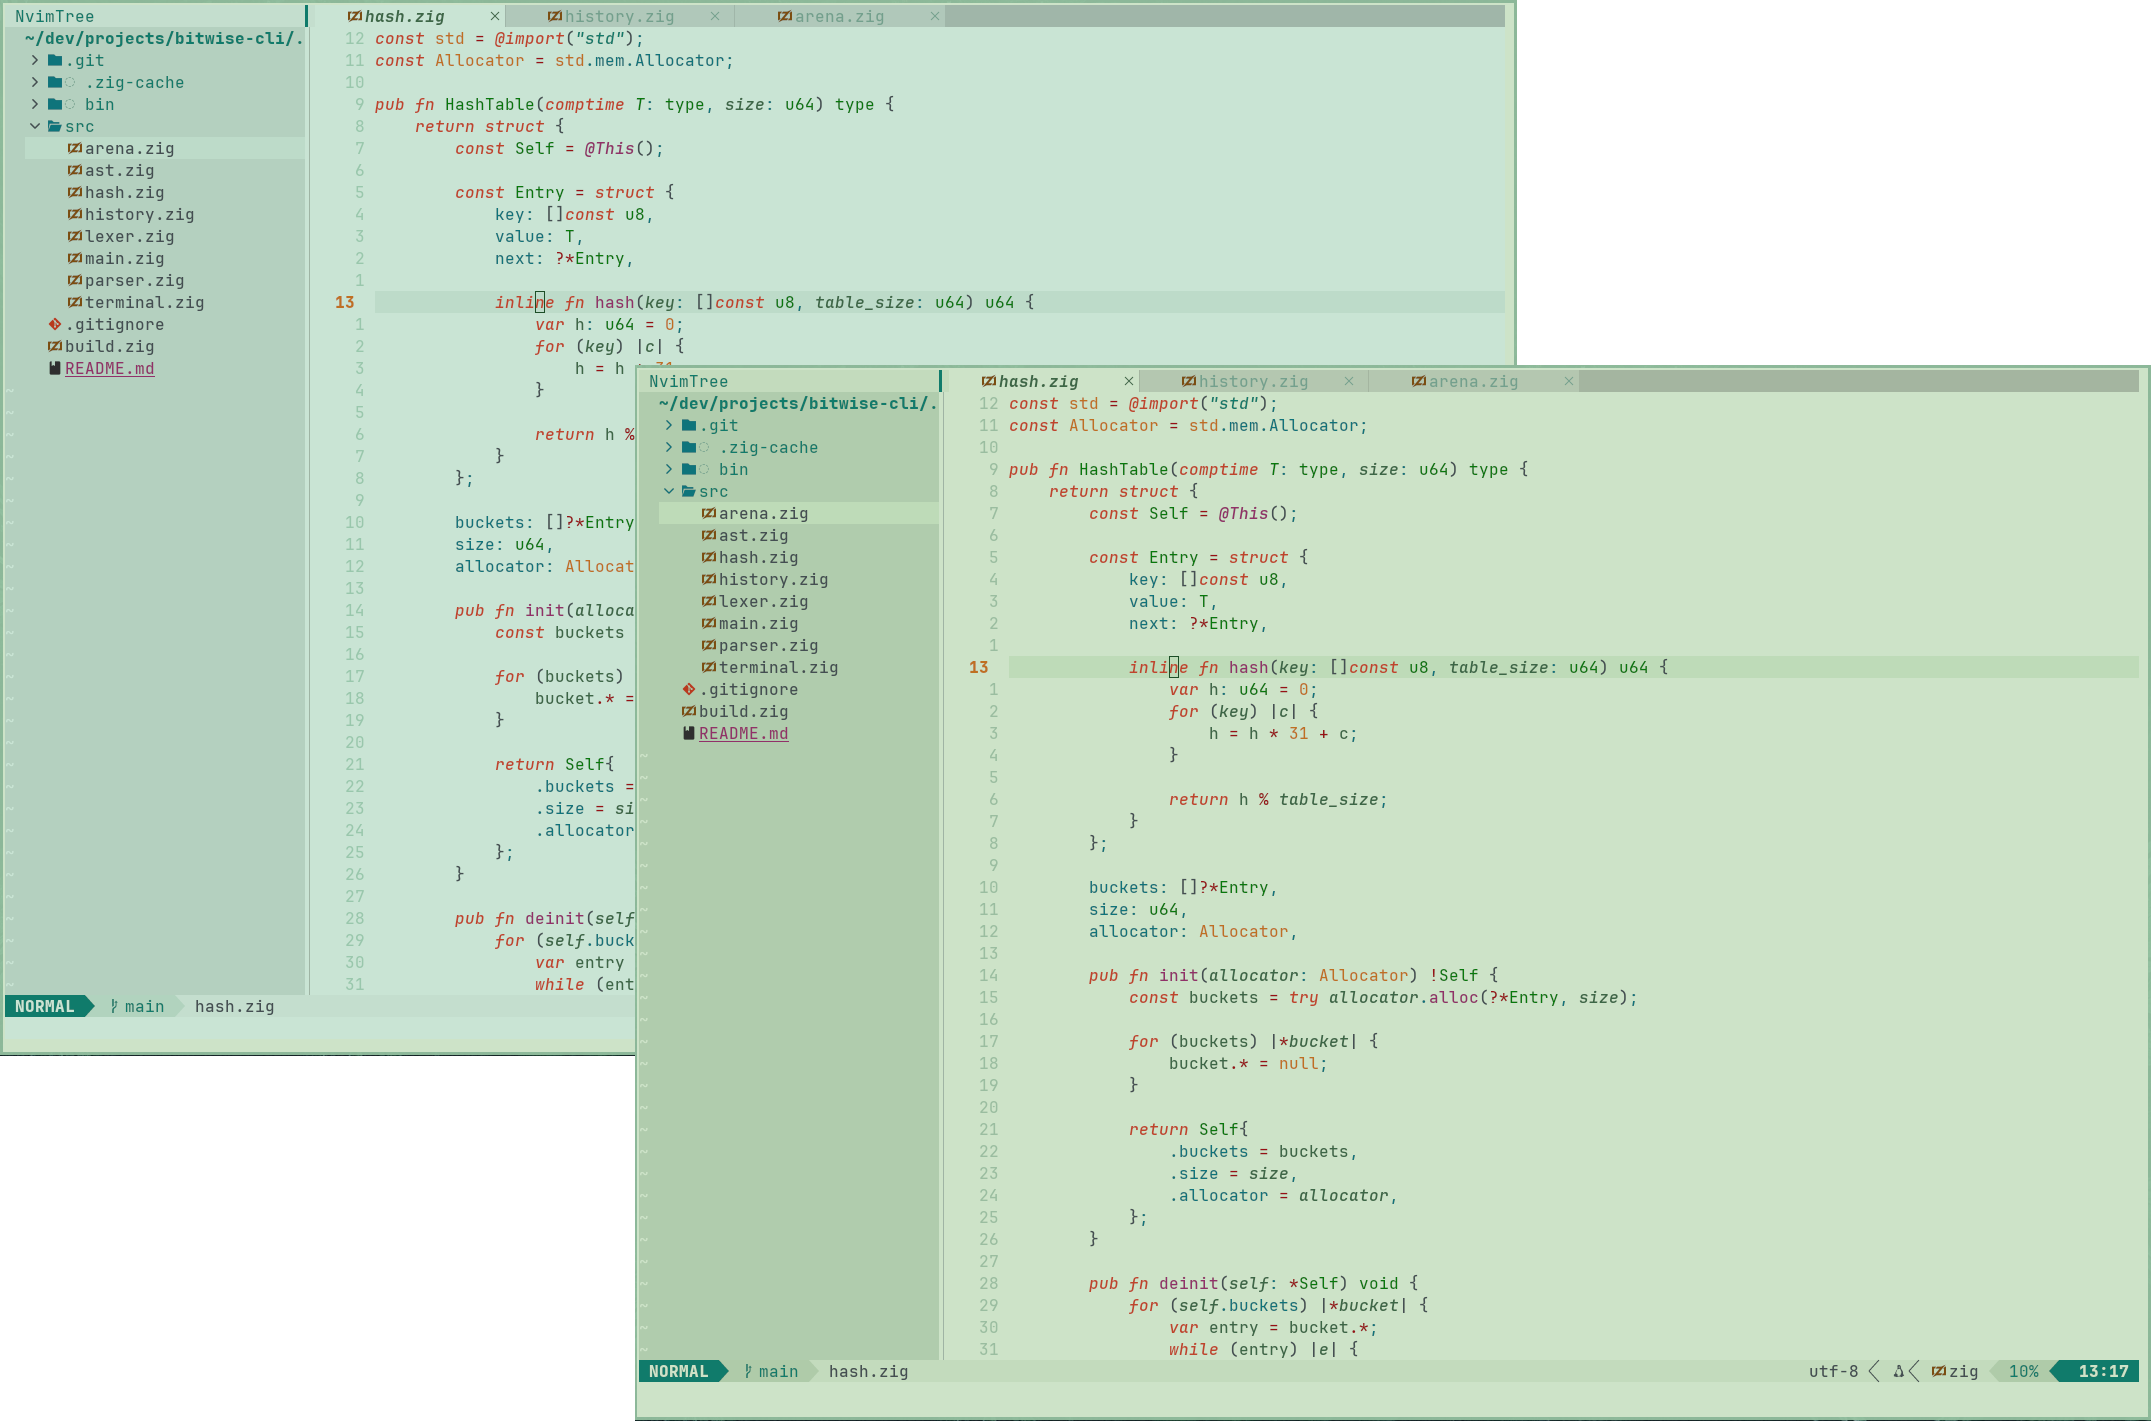 NvimTree
~/dev/projects/bitwise-cli/.
.git
.zig-cache
bin
src
arena.zig
ast.zig
hash.zig
history.zig
lexer.zig
main.zig
parser.zig
terminal.zig
.gitignore
build.zig
README.md
hash.zig × history.zig × arena.zig ×
12 const std = @import("std");
11 const Allocator = std.mem.Allocator;
10
9 pub fn HashTable(comptime T: type, size: u64) type {
8 return struct {
7 const Self = @This();
6
5 const Entry = struct {
4 key: []const u8,
3 value: T,
2 next: ?*Entry,
1
13 inline fn hash(key: []const u8, table_size: u64) u64 {
1 var h: u64 = 0;
2 for (key) |c| {
3 h = h
4 }
5
6 return h %
7 }
8 };
9
10 buckets: []?*Entry
11 size: u64,
12 allocator: Allocat
13
14 pub fn init(alloca
15 const buckets
16
17 for (buckets)
18 bucket.* =
19 }
20
21 return Self{
22 .buckets =
23 .size = si
24 .allocator
25 };
26 }
27
28 pub fn deinit(self
29 for (self.buck
30 var entry
31 while (ent
NORMAL main hash.zig
NvimTree
~/dev/projects/bitwise-cli/.
.git
.zig-cache
bin
src
arena.zig
ast.zig
hash.zig
history.zig
lexer.zig
main.zig
parser.zig
terminal.zig
.gitignore
build.zig
README.md
hash.zig × history.zig × arena.zig ×
12 const std = @import("std");
11 const Allocator = std.mem.Allocator;
10
9 pub fn HashTable(comptime T: type, size: u64) type {
8 return struct {
7 const Self = @This();
6
5 const Entry = struct {
4 key: []const u8,
3 value: T,
2 next: ?*Entry,
1
13 inline fn hash(key: []const u8, table_size: u64) u64 {
1 var h: u64 = 0;
2 for (key) |c| {
3 h = h * 31 + c;
4 }
5
6 return h % table_size;
7 }
8 };
9
10 buckets: []?*Entry,
11 size: u64,
12 allocator: Allocator,
13
14 pub fn init(allocator: Allocator) !Self {
15 const buckets = try allocator.alloc(?*Entry, size);
16
17 for (buckets) |*bucket| {
18 bucket.* = null;
19 }
20
21 return Self{
22 .buckets = buckets,
23 .size = size,
24 .allocator = allocator,
25 };
26 }
27
28 pub fn deinit(self: *Self) void {
29 for (self.buckets) |*bucket| {
30 var entry = bucket.*;
31 while (entry) |e| {
NORMAL main hash.zig utf-8 zig 10% 13:17